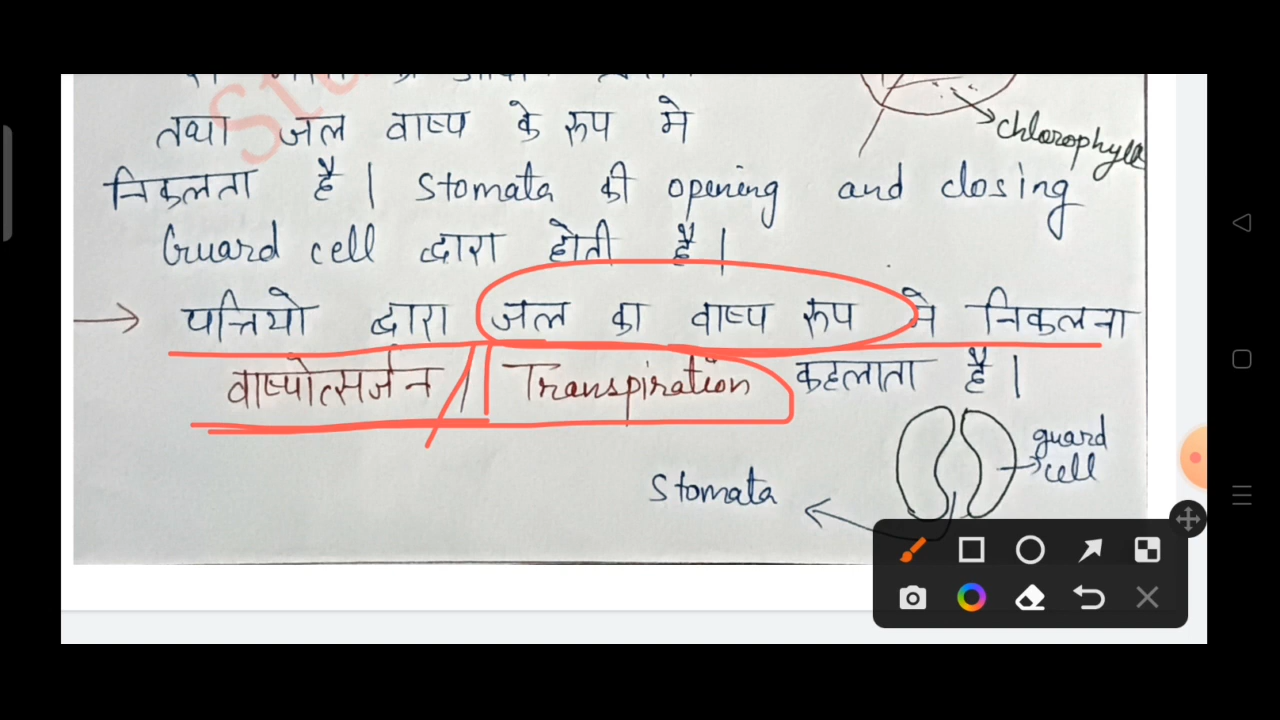 chlorophyll
तथा जल वाष्प के रूप मे
निकलता है | Stomata की opening and closing
Guard cell द्वारा होती है |
→ पत्तियो द्वारा जल का वाष्प रूप मे निकलना
वाष्पोत्सर्जन / Transpiration कहलाता है |
guard
cell
Stomata